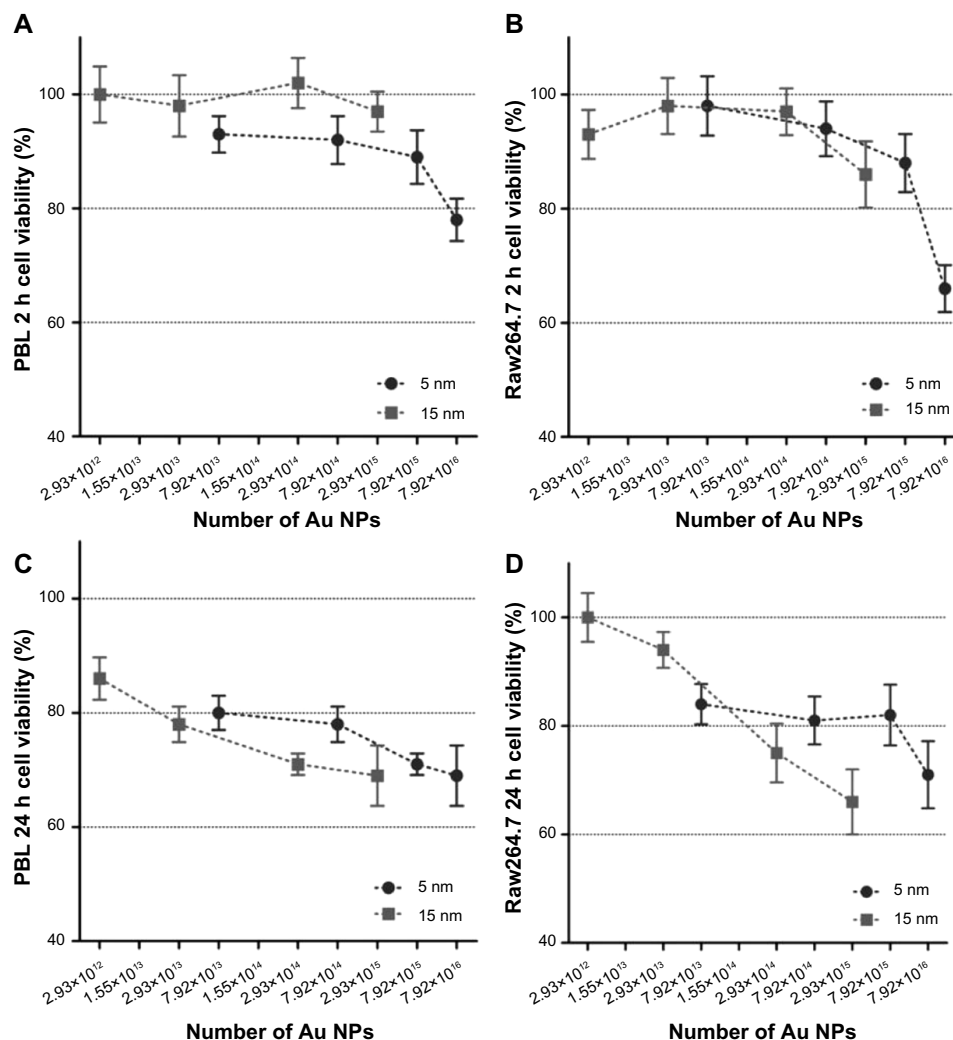 A
PBL 2 h cell viability (%)
100
80
60
40
5 nm
15 nm
2.93×10¹²
1.55×10¹³
2.93×10¹³
7.92×10¹³
1.55×10¹⁴
2.93×10¹⁴
7.92×10¹⁴
2.93×10¹⁵
7.92×10¹⁵
7.92×10¹⁶
Number of Au NPs
B
Raw264.7 2 h cell viability (%)
100
80
60
40
5 nm
15 nm
2.93×10¹²
1.55×10¹³
2.93×10¹³
7.92×10¹³
1.55×10¹⁴
2.93×10¹⁴
7.92×10¹⁴
2.93×10¹⁵
7.92×10¹⁵
7.92×10¹⁶
Number of Au NPs
C
PBL 24 h cell viability (%)
100
80
60
40
5 nm
15 nm
2.93×10¹²
1.55×10¹³
2.93×10¹³
7.92×10¹³
1.55×10¹⁴
2.93×10¹⁴
7.92×10¹⁴
2.93×10¹⁵
7.92×10¹⁵
7.92×10¹⁶
Number of Au NPs
D
Raw264.7 24 h cell viability (%)
100
80
60
40
5 nm
15 nm
2.93×10¹²
1.55×10¹³
2.93×10¹³
7.92×10¹³
1.55×10¹⁴
2.93×10¹⁴
7.92×10¹⁴
2.93×10¹⁵
7.92×10¹⁵
7.92×10¹⁶
Number of Au NPs